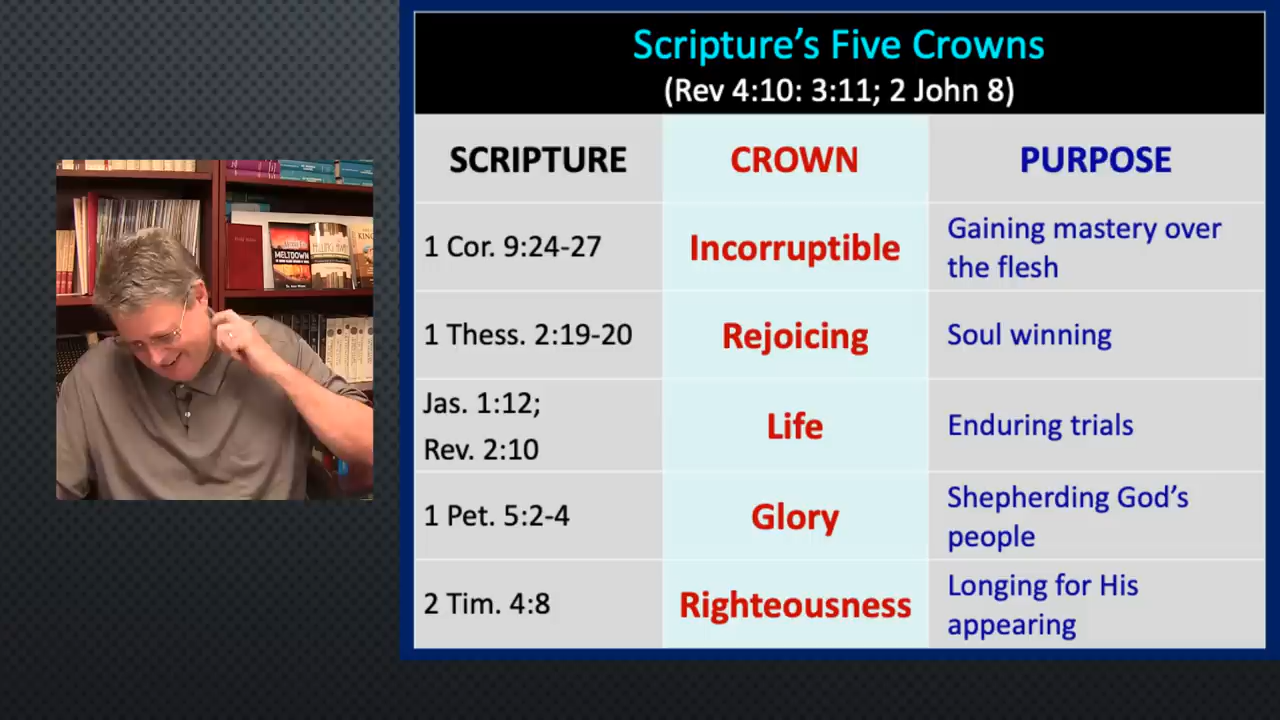 Scripture's Five Crowns
(Rev 4:10: 3:11; 2 John 8)
SCRIPTURE CROWN PURPOSE
1 Cor. 9:24-27 Incorruptible Gaining mastery over
the flesh
1 Thess. 2:19-20 Rejoicing Soul winning
Jas. 1:12;
Rev. 2:10 Life Enduring trials
1 Pet. 5:2-4 Glory Shepherding God's
people
2 Tim. 4:8 Righteousness Longing for His
appearing
MELTDOWN